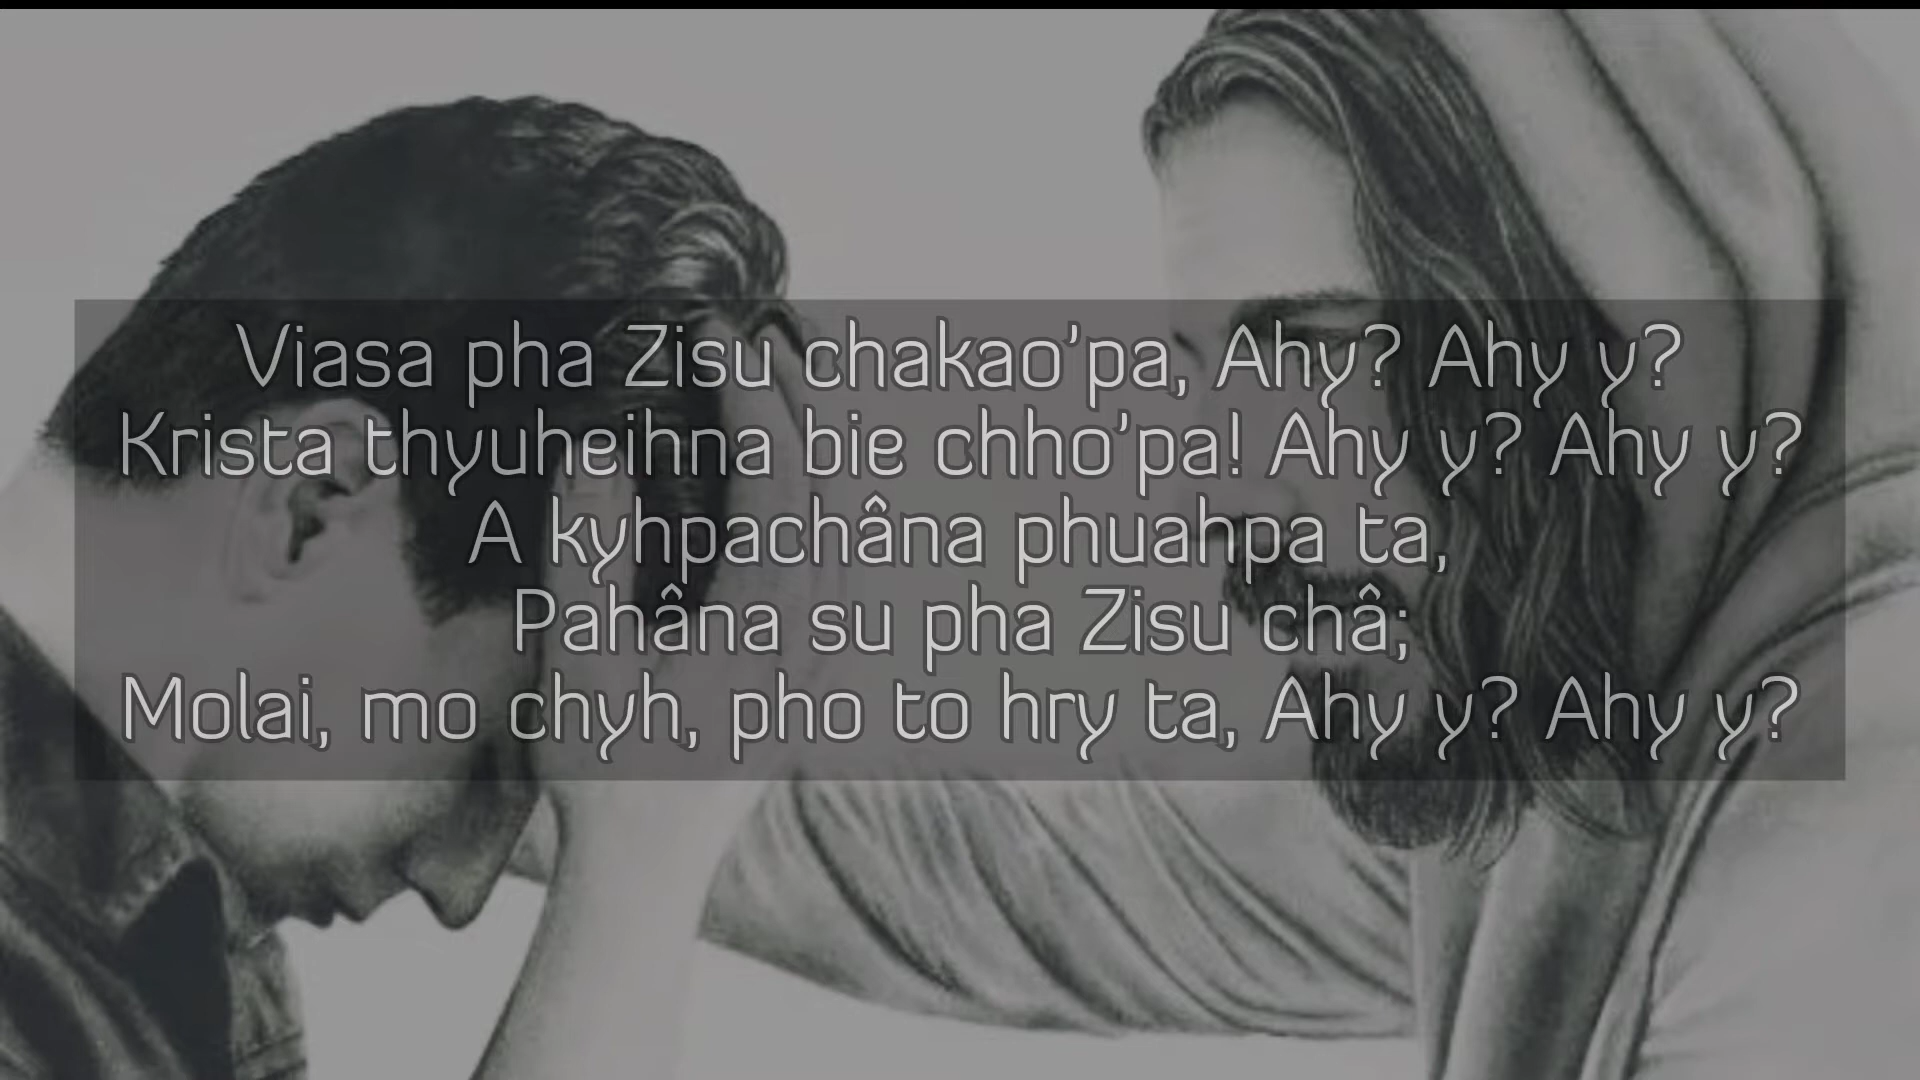 Viasa pha Zisu chakao'pa, Ahy? Ahy y?
Krista thyuheihna bie chho'pa! Ahy y? Ahy y?
A kyhpachâna phuahpa ta,
Pahâna su pha Zisu châ;
Molai, mo chyh, pho to hry ta, Ahy y? Ahy y?